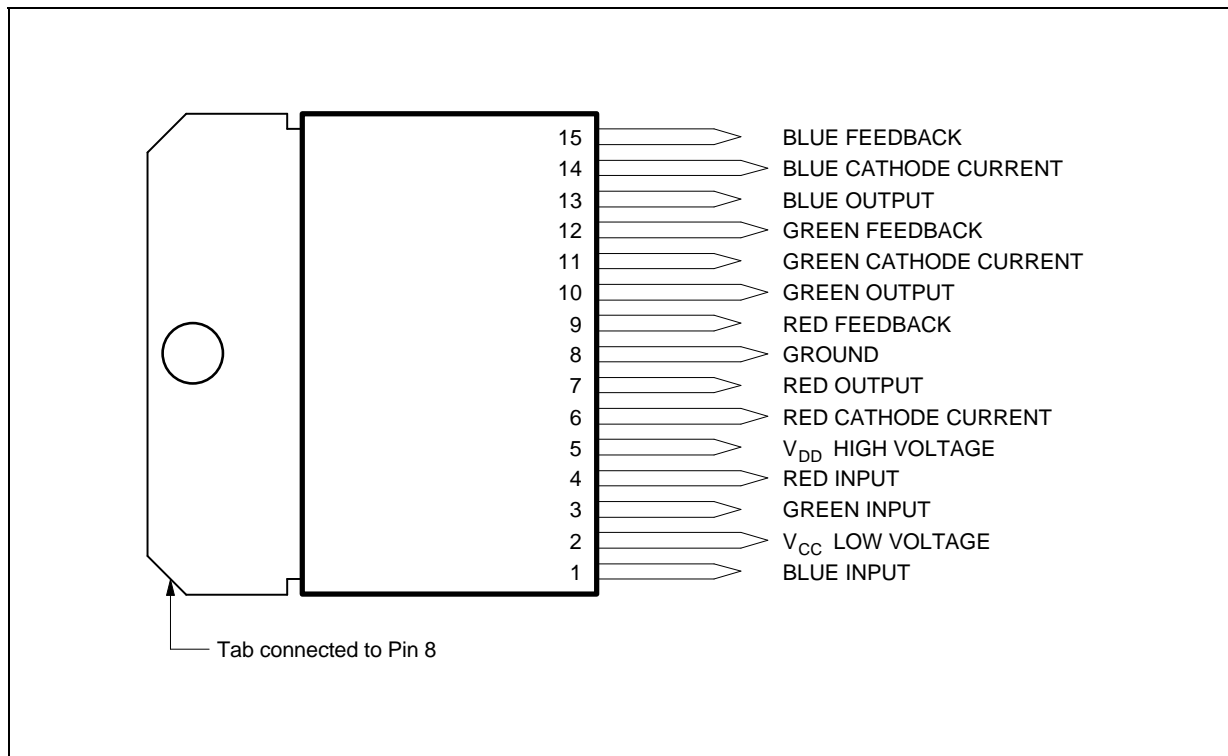 15 BLUE FEEDBACK
14 BLUE CATHODE CURRENT
13 BLUE OUTPUT
12 GREEN FEEDBACK
11 GREEN CATHODE CURRENT
10 GREEN OUTPUT
9 RED FEEDBACK
8 GROUND
7 RED OUTPUT
6 RED CATHODE CURRENT
5 VDD HIGH VOLTAGE
4 RED INPUT
3 GREEN INPUT
2 VCC LOW VOLTAGE
1 BLUE INPUT
Tab connected to Pin 8